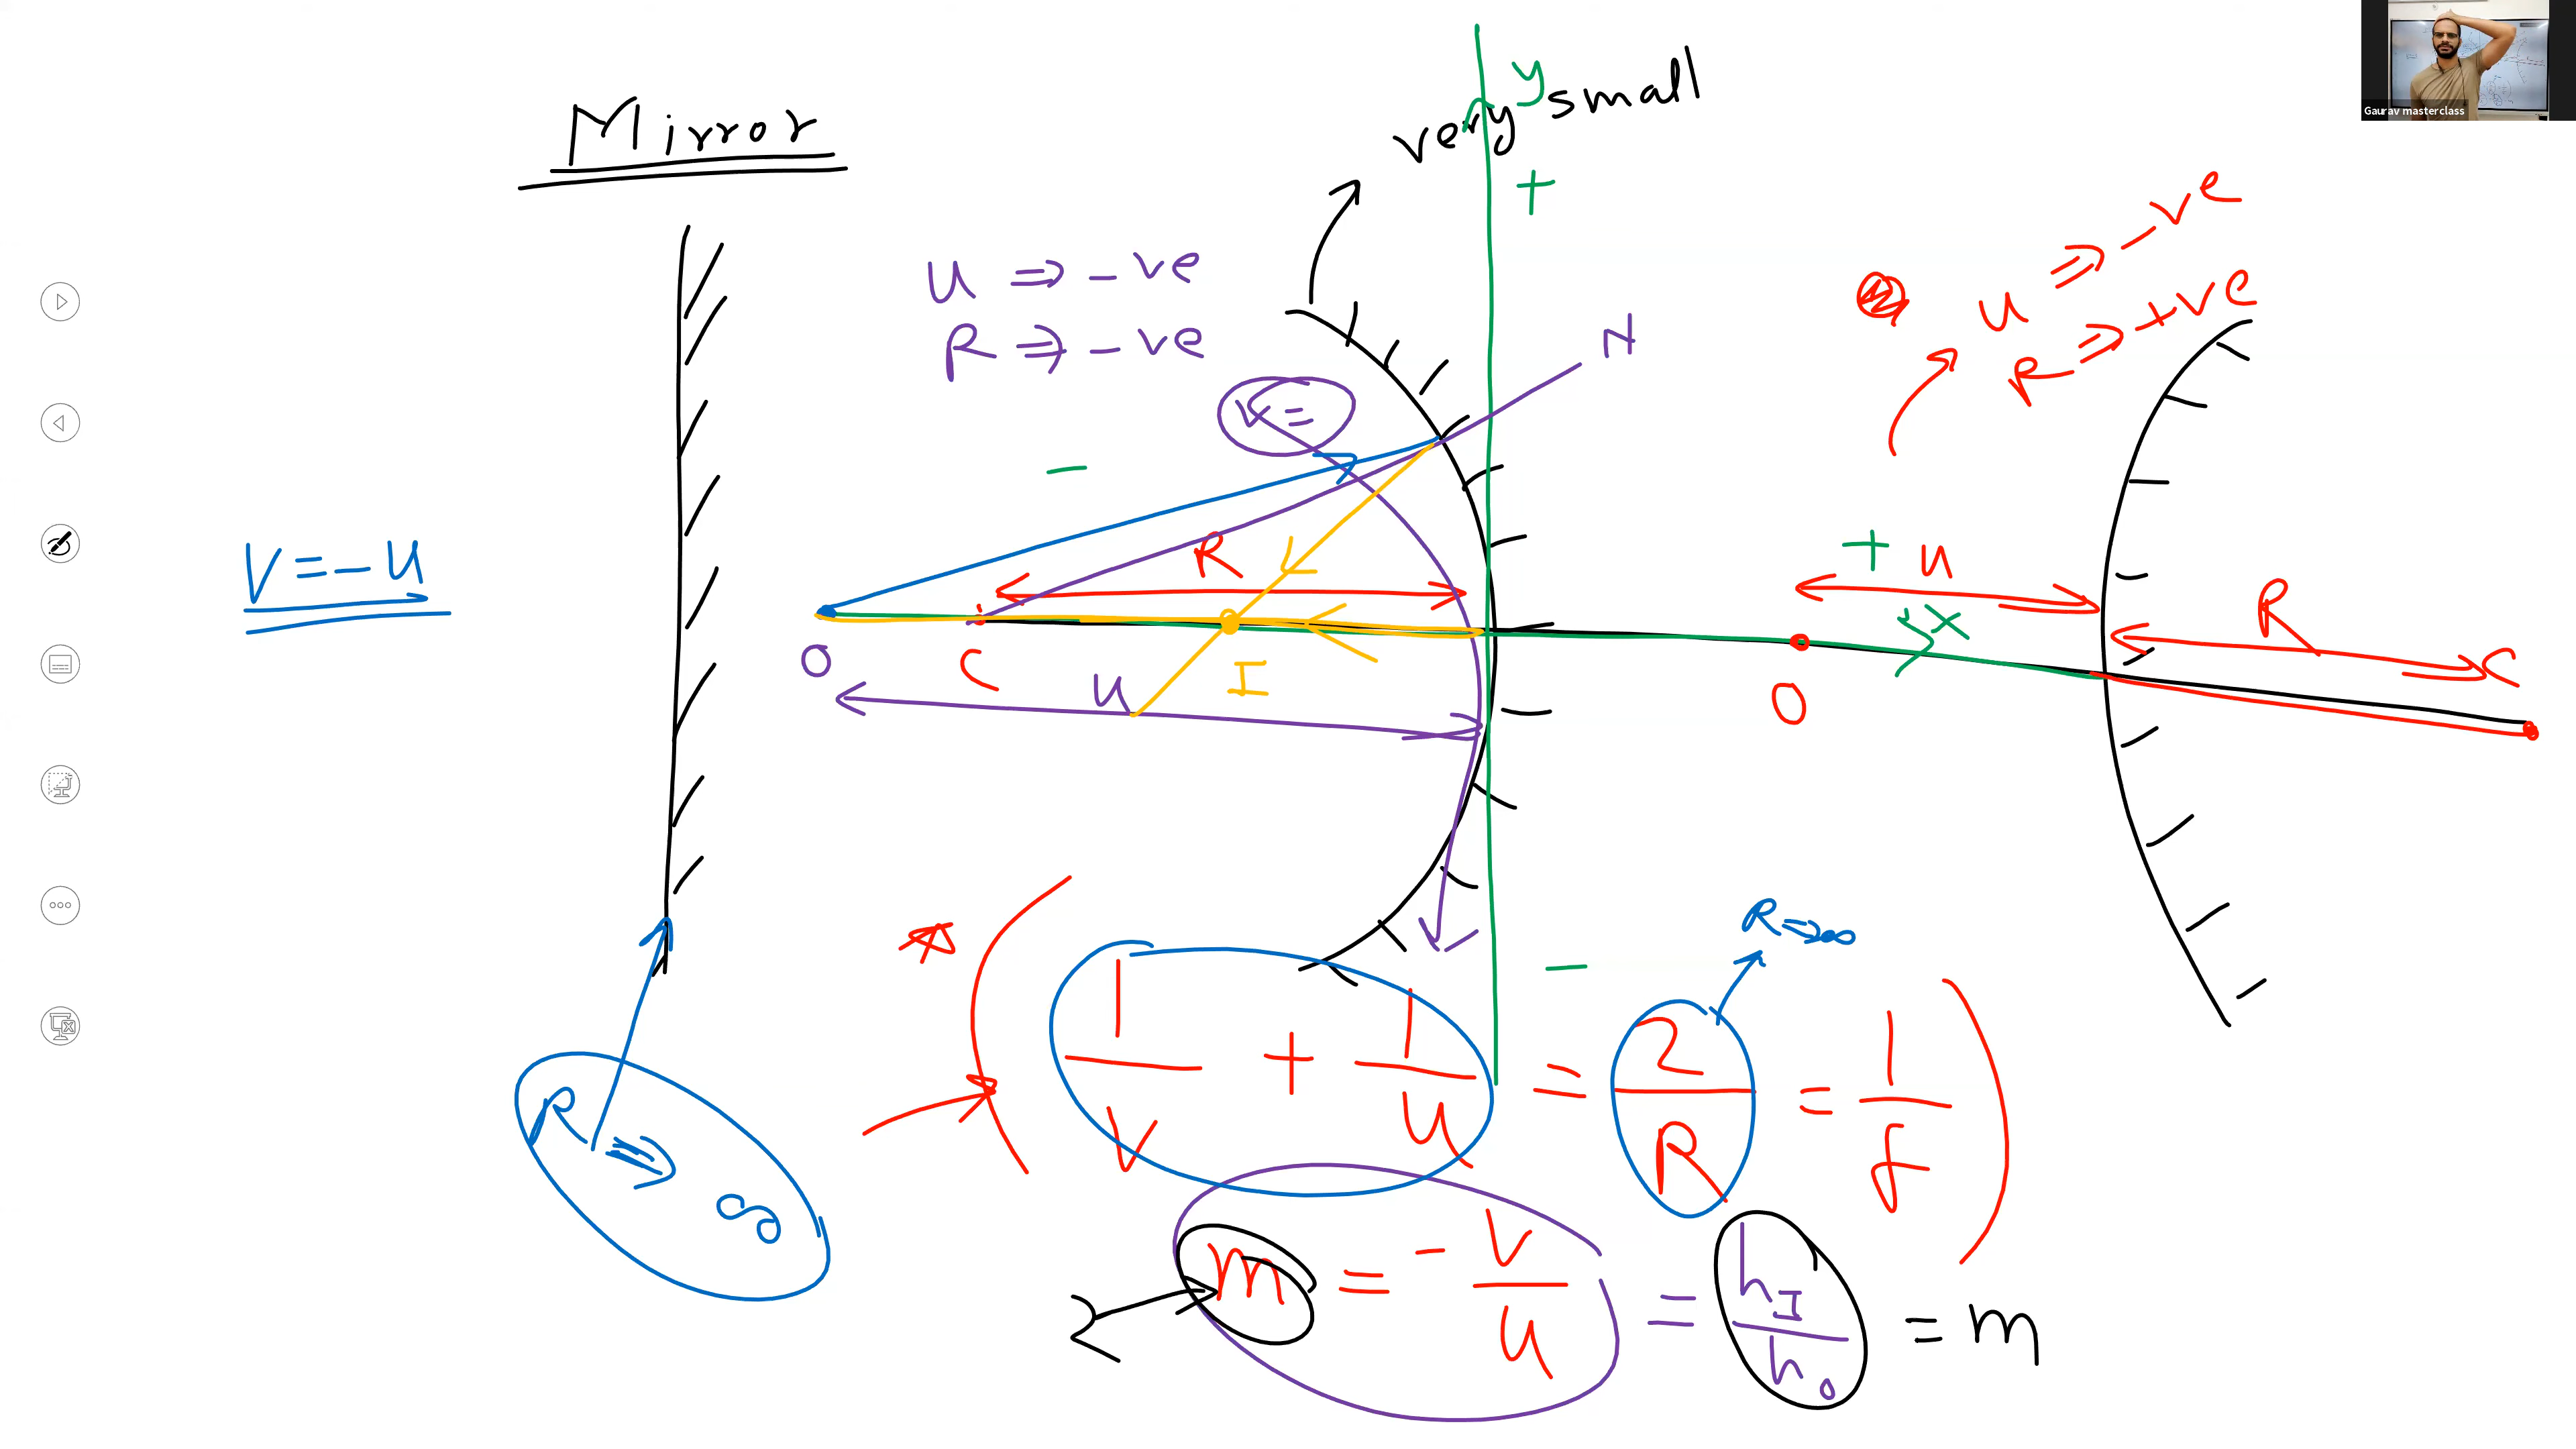 Gaurav masterclass
Mirror
very small
y
+
u ⇒ -ve
R ⇒ -ve
u ⇒ -ve
R ⇒ +ve
N
v =
-
V = -u
R
+
u
x
R
C
O
C
I
u
O
-
R → ∞
1/V + 1/u = 2/R = 1/f
R ⇒ ∞
m = -V/u = hI/ho = m